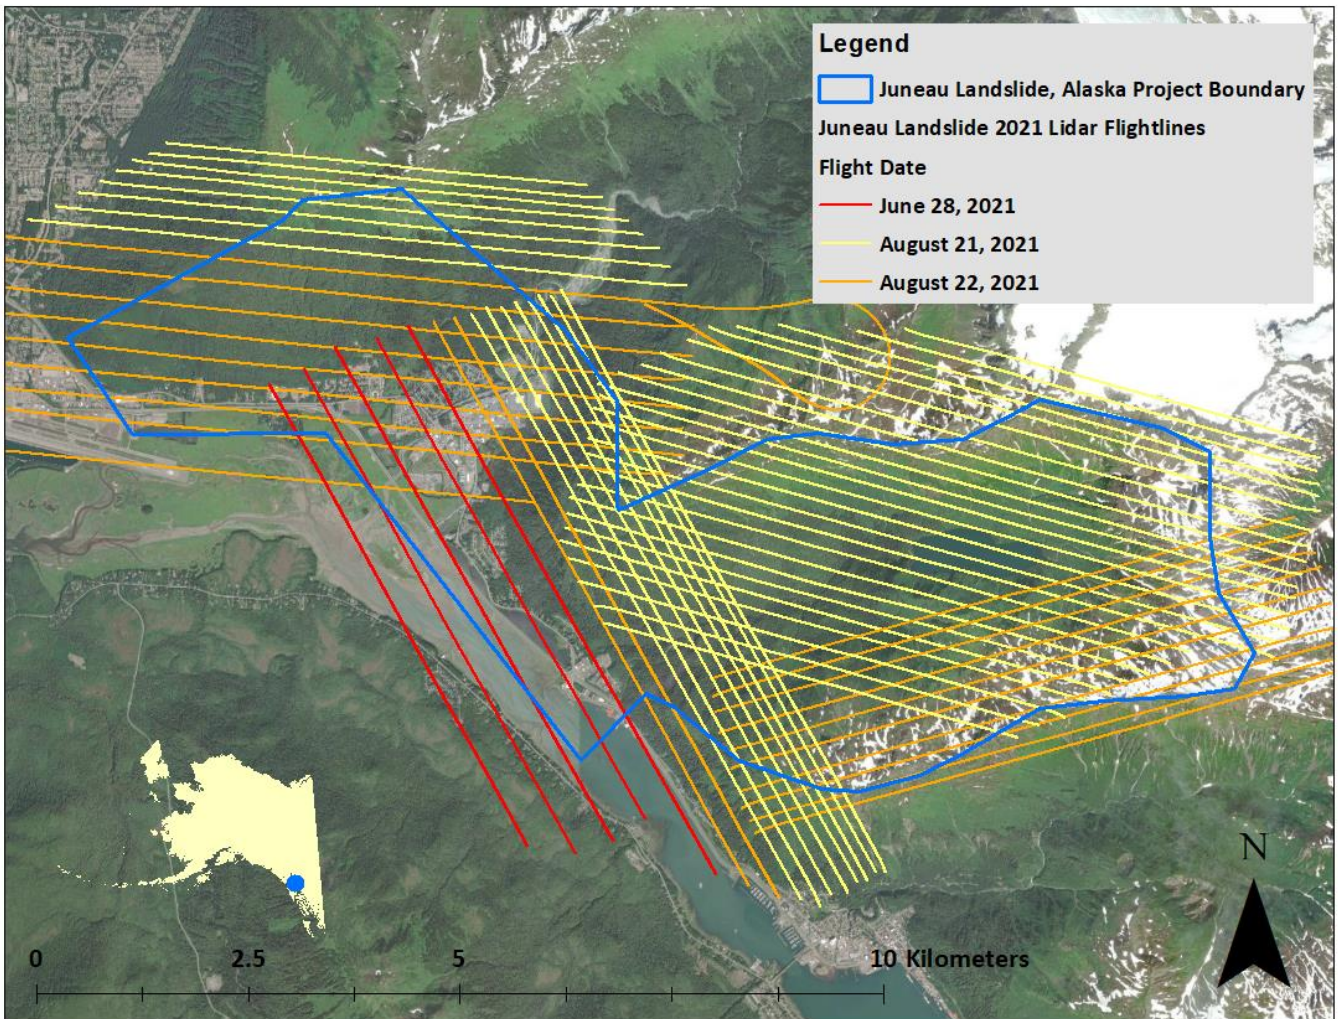 Legend
Juneau Landslide, Alaska Project Boundary
Juneau Landslide 2021 Lidar Flightlines
Flight Date
June 28, 2021
August 21, 2021
August 22, 2021
N
0 2.5 5 10 Kilometers